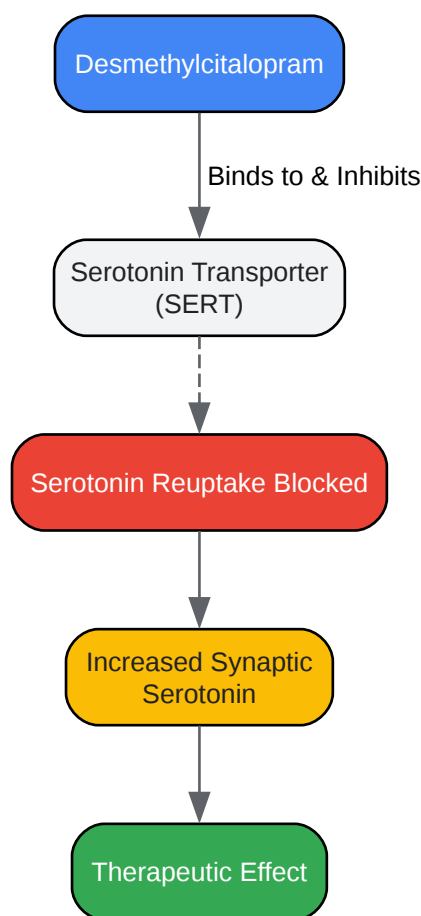 Desmethylcitalopram
Binds to & Inhibits
Serotonin Transporter
(SERT)
Serotonin Reuptake Blocked
Increased Synaptic
Serotonin
Therapeutic Effect